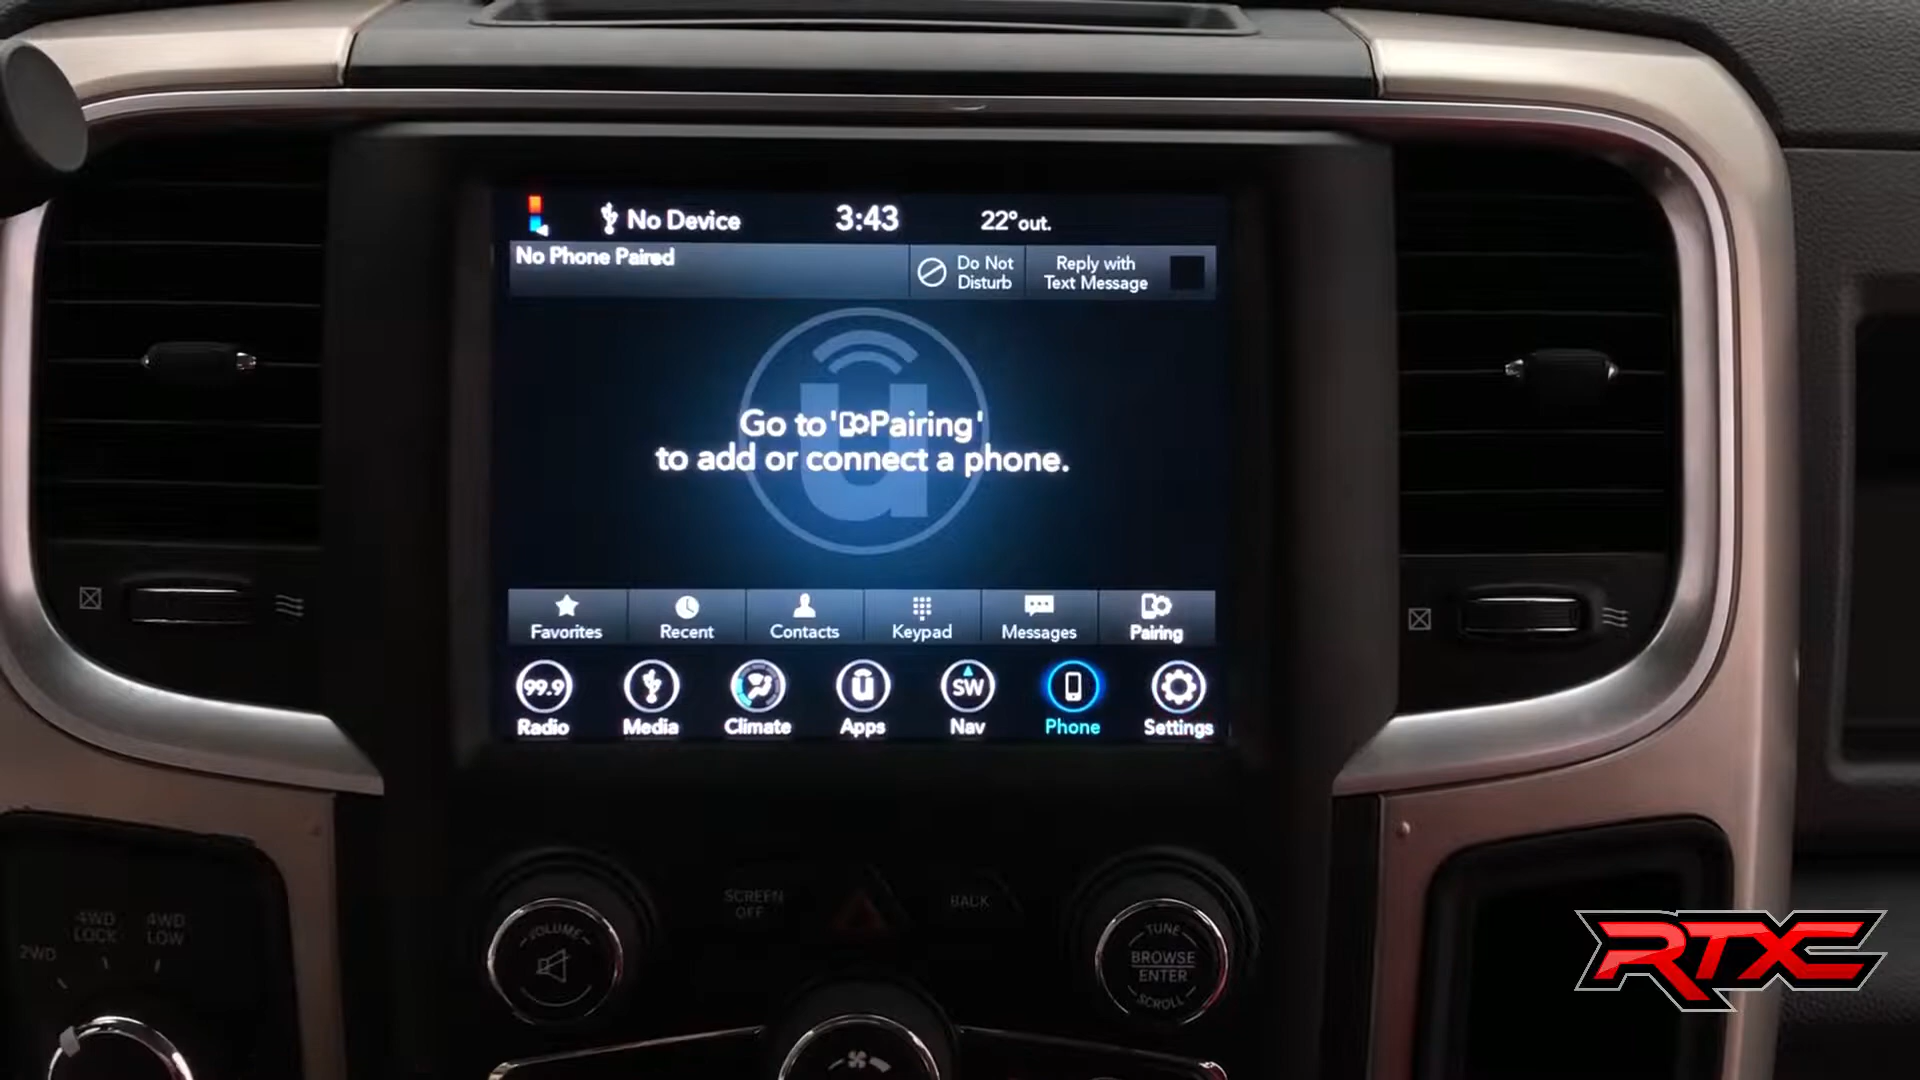 No Device
3:43
22° out.
No Phone Paired
Do Not
Disturb
Reply with
Text Message
Go to 'Pairing'
to add or connect a phone.
Favorites
Recent
Contacts
Keypad
Messages
Pairing
99.9
SW
Radio
Media
Climate
Apps
Nav
Phone
Settings
SCREEN
OFF
BACK
VOLUME
TUNE
BROWSE
ENTER
SCROLL
2WD
4WD
LOCK
4WD
LOW
RTXC